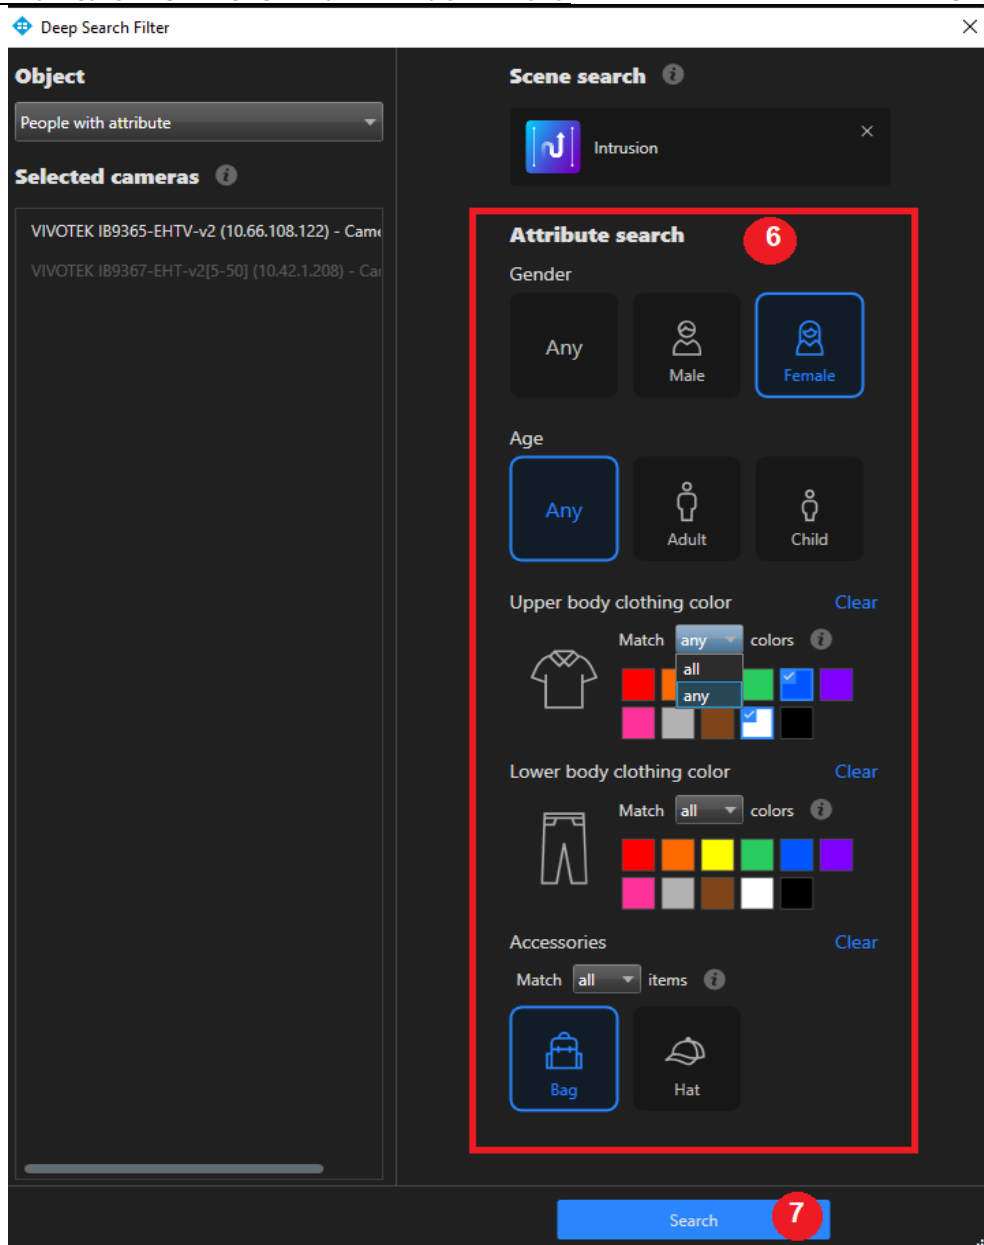 Deep Search Filter
Object
People with attribute
Selected cameras
VIVOTEK IB9365-EHTV-v2 (10.66.108.122) - Came
VIVOTEK IB9367-EHT-v2[5-50] (10.42.1.208) - Cai
Scene search
Intrusion
Attribute search
6
Gender
Any
Male
Female
Age
Any
Adult
Child
Upper body clothing color Clear
Match any colors
all
any
Lower body clothing color Clear
Match all colors
Accessories Clear
Match all items
Bag
Hat
Search
7